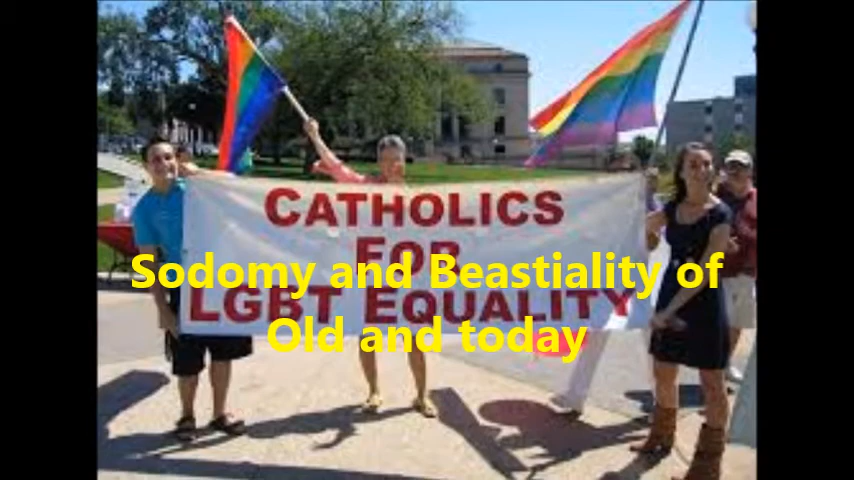 CATHOLICS
FOR
Sodomy and Beastiality of
LGBT EQUALITY
Old and today